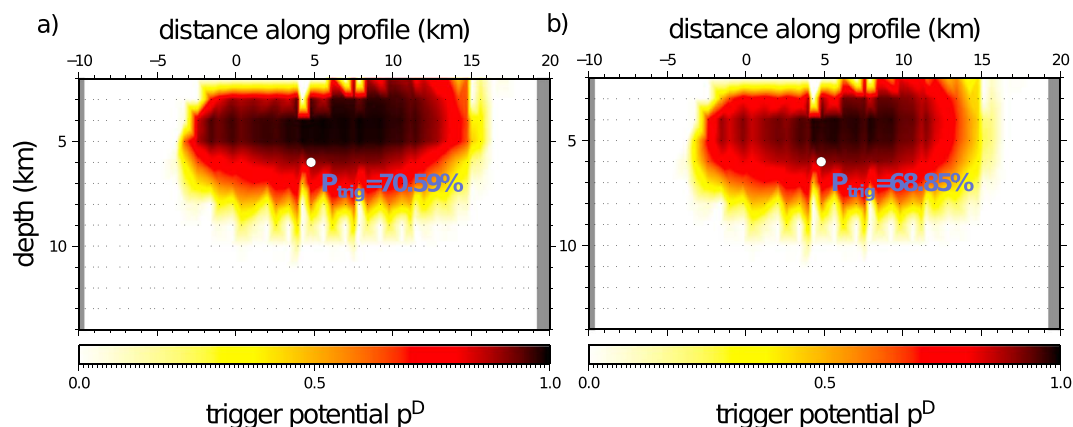 a)
distance along profile (km)
−10 −5 0 5 10 15 20
depth (km)
5
10
P_trig=70.59%
0.0 0.5 1.0
trigger potential p^D
b)
distance along profile (km)
−10 −5 0 5 10 15 20
5
10
P_trig=68.85%
0.0 0.5 1.0
trigger potential p^D